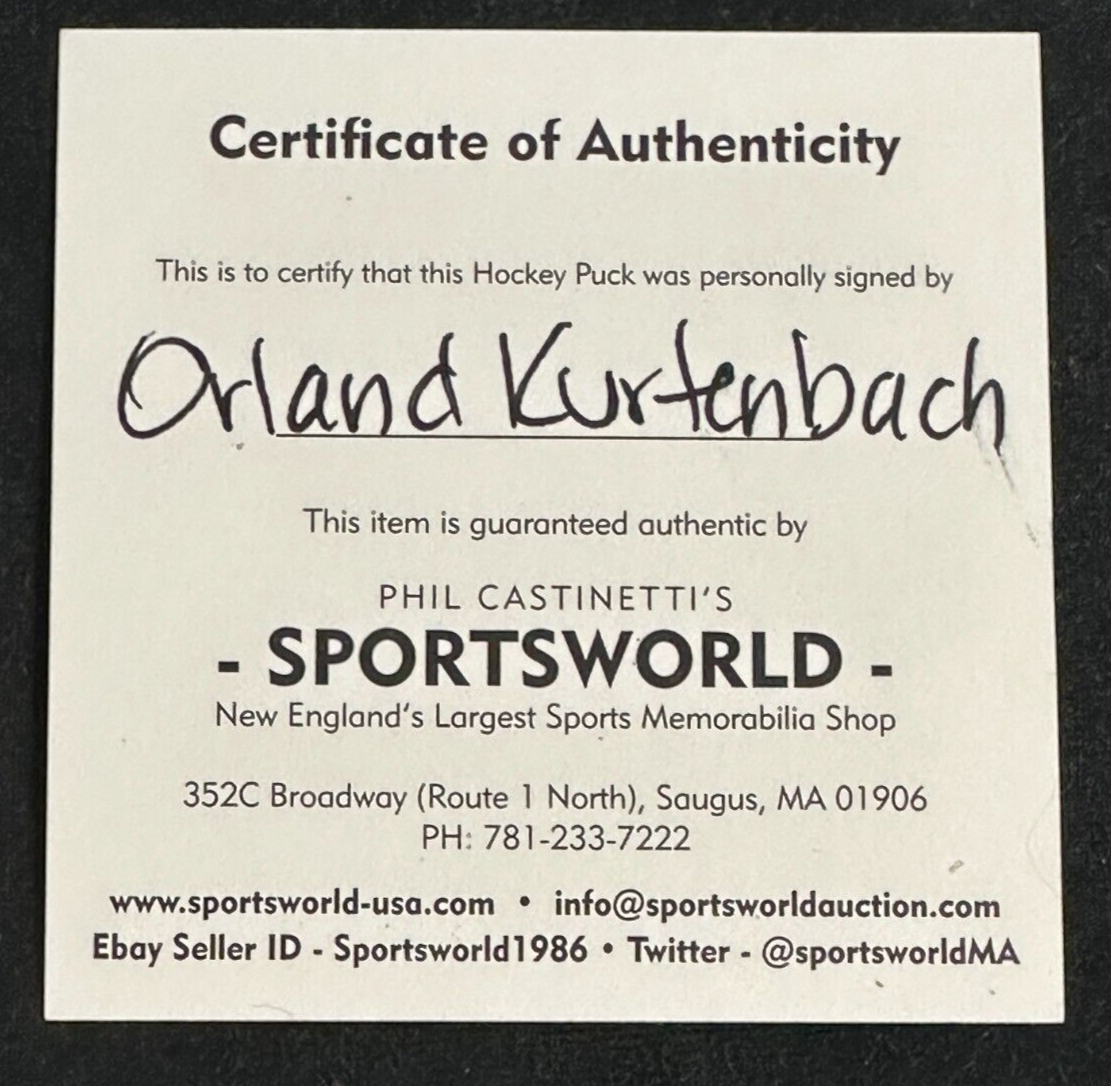 Certificate of Authenticity
This is to certify that this Hockey Puck was personally signed by
Orland Kurtenbach
This item is guaranteed authentic by
PHIL CASTINETTI'S
- SPORTSWORLD -
New England's Largest Sports Memorabilia Shop
352C Broadway (Route 1 North), Saugus, MA 01906
PH: 781-233-7222
www.sportsworld-usa.com • info@sportsworldauction.com
Ebay Seller ID - Sportsworld1986 • Twitter - @sportsworldMA